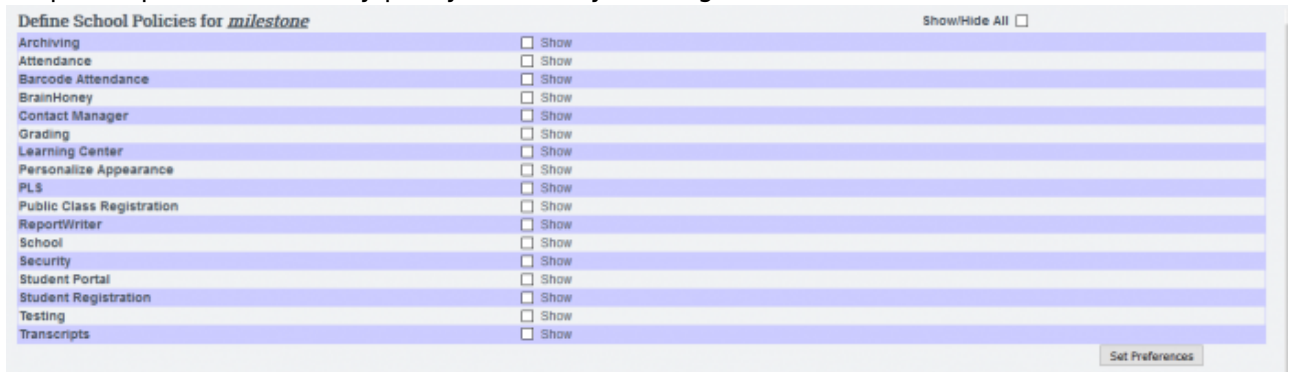 Define School Policies for milestone Show/Hide All
Archiving Show
Attendance Show
Barcode Attendance Show
BrainHoney Show
Contact Manager Show
Grading Show
Learning Center Show
Personalize Appearance Show
PLS Show
Public Class Registration Show
ReportWriter Show
School Show
Security Show
Student Portal Show
Student Registration Show
Testing Show
Transcripts Show
Set Preferences